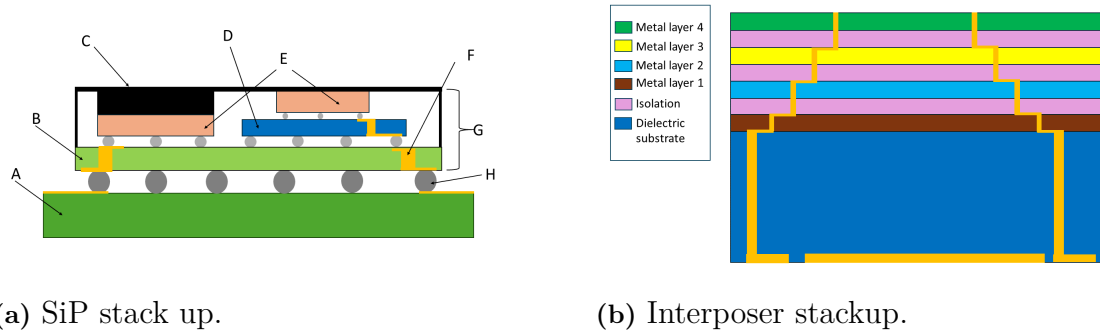 C
D
E
F
B
G
A
H
Metal layer 4
Metal layer 3
Metal layer 2
Metal layer 1
Isolation
Dielectric
substrate
(a) SiP stack up.
(b) Interposer stackup.